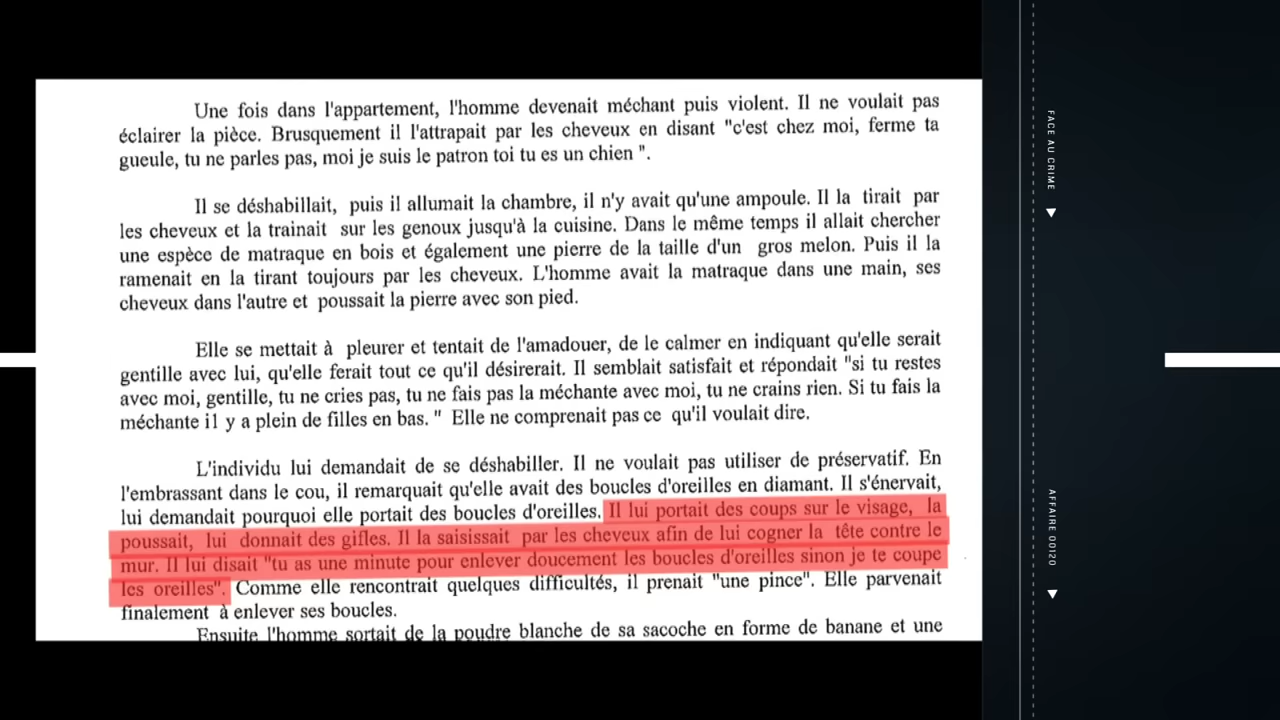 Une fois dans l'appartement, l'homme devenait méchant puis violent. Il ne voulait pas
éclairer la pièce. Brusquement il l'attrapait par les cheveux en disant "c'est chez moi, ferme ta
gueule, tu ne parles pas, moi je suis le patron toi tu es un chien ".
Il se déshabillait, puis il allumait la chambre, il n'y avait qu'une ampoule. Il la tirait par
les cheveux et la trainait sur les genoux jusqu'à la cuisine. Dans le même temps il allait chercher
une espèce de matraque en bois et également une pierre de la taille d'un gros melon. Puis il la
ramenait en la tirant toujours par les cheveux. L'homme avait la matraque dans une main, ses
cheveux dans l'autre et poussait la pierre avec son pied.
Elle se mettait à pleurer et tentait de l'amadouer, de le calmer en indiquant qu'elle serait
gentille avec lui, qu'elle ferait tout ce qu'il désirerait. Il semblait satisfait et répondait "si tu restes
avec moi, gentille, tu ne cries pas, tu ne fais pas la méchante avec moi, tu ne crains rien. Si tu fais la
méchante il y a plein de filles en bas. " Elle ne comprenait pas ce qu'il voulait dire.
L'individu lui demandait de se déshabiller. Il ne voulait pas utiliser de préservatif. En
l'embrassant dans le cou, il remarquait qu'elle avait des boucles d'oreilles en diamant. Il s'énervait,
lui demandait pourquoi elle portait des boucles d'oreilles. Il lui portait des coups sur le visage, la
poussait, lui donnait des gifles. Il la saisissait par les cheveux afin de lui cogner la tête contre le
mur. Il lui disait "tu as une minute pour enlever doucement les boucles d'oreilles sinon je te coupe
les oreilles". Comme elle rencontrait quelques difficultés, il prenait "une pince". Elle parvenait
finalement à enlever ses boucles.
Ensuite l'homme sortait de la poudre blanche de sa sacoche en forme de banane et une
FACE AU CRIME
AFFAIRE 00120